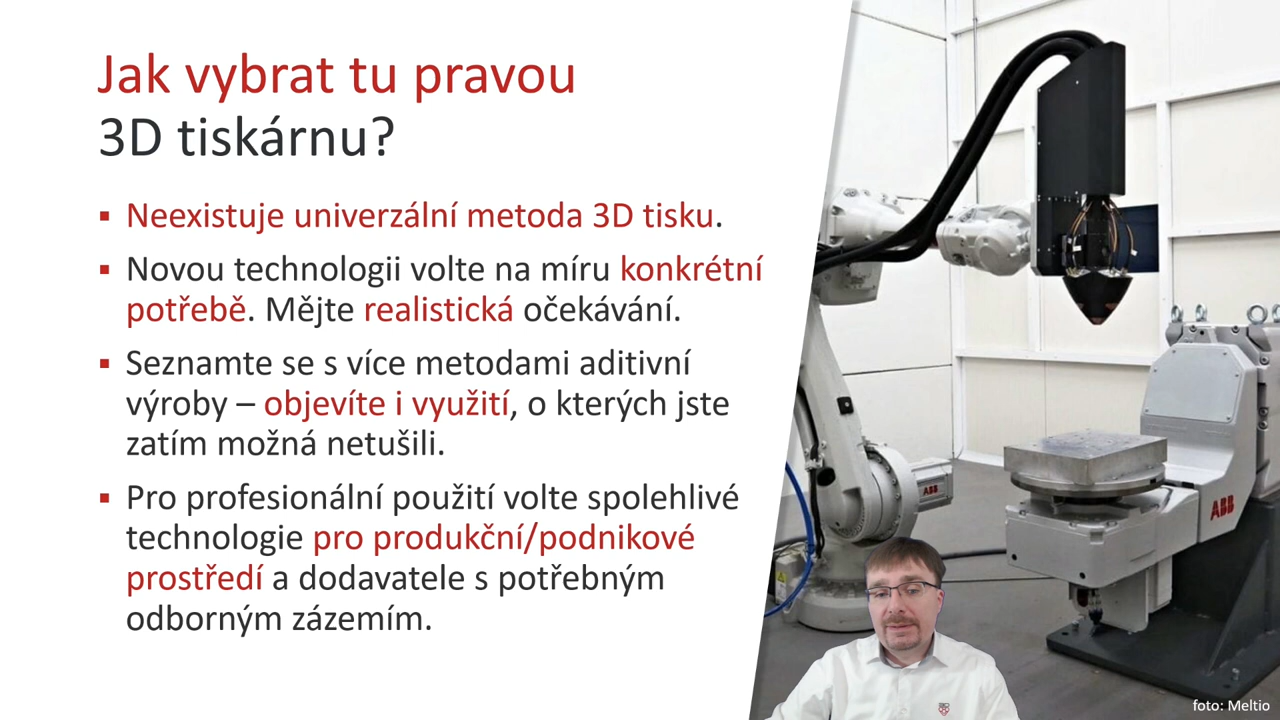 Jak vybrat tu pravou
3D tiskárnu?
▪ Neexistuje univerzální metoda 3D tisku.
▪ Novou technologii volte na míru konkrétní
potřebě. Mějte realistická očekávání.
▪ Seznamte se s více metodami aditivní
výroby – objevíte i využití, o kterých jste
zatím možná netušili.
▪ Pro profesionální použití volte spolehlivé
technologie pro produkční/podnikové
prostředí a dodavatele s potřebným
odborným zázemím.
ABB
ABB
foto: Meltio